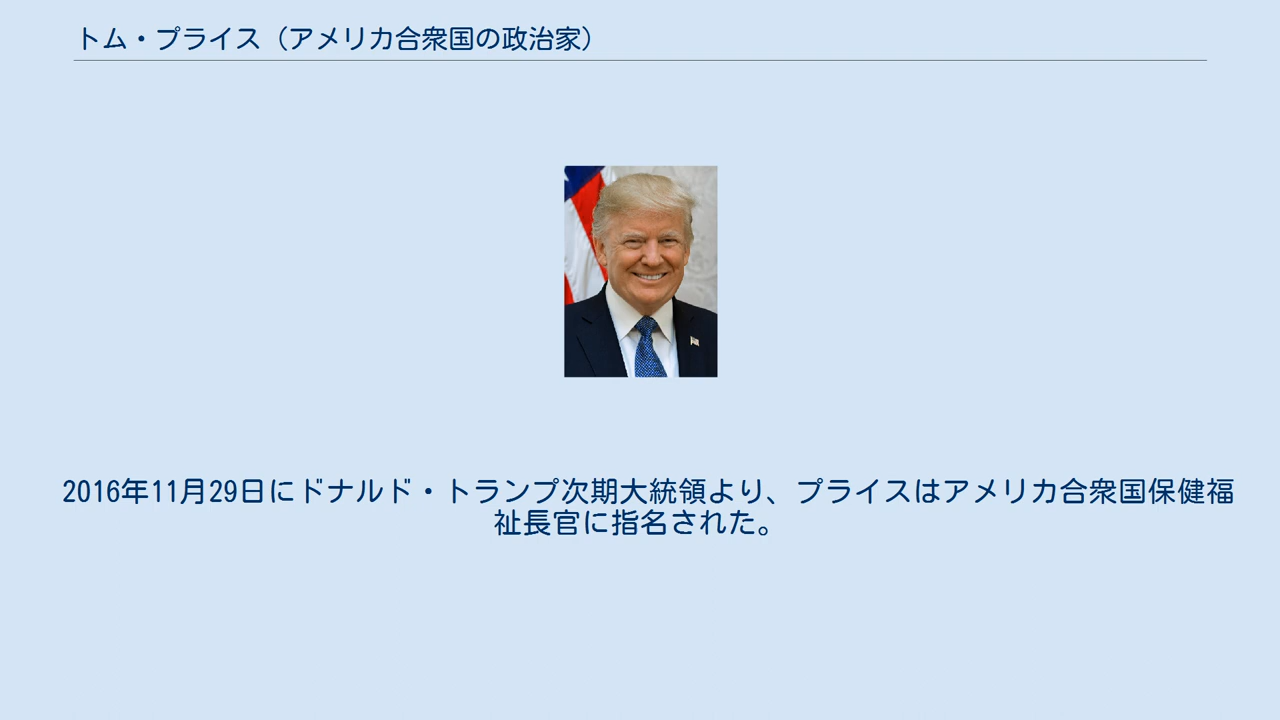 トム・プライス（アメリカ合衆国の政治家）
2016年11月29日にドナルド・トランプ次期大統領より、プライスはアメリカ合衆国保健福
祉長官に指名された。